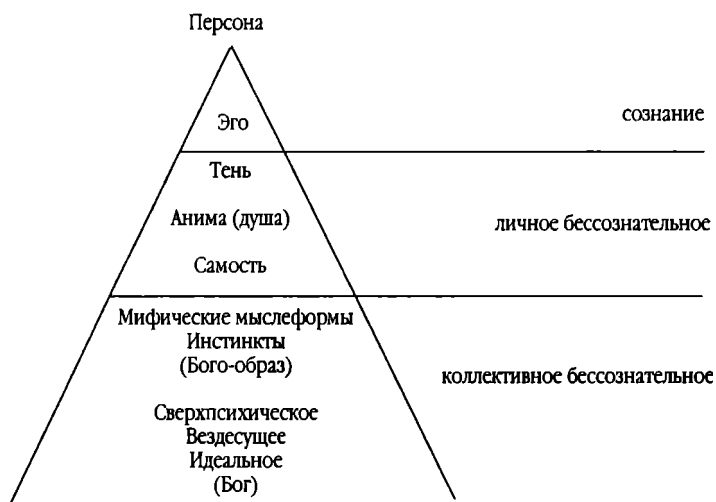 Персона
Эго
сознание
Тень
Анима (душа)
личное бессознательное
Самость
Мифические мыслеформы
Инстинкты
(Бого-образ)
коллективное бессознательное
Сверхпсихическое
Вездесущее
Идеальное
(Бог)